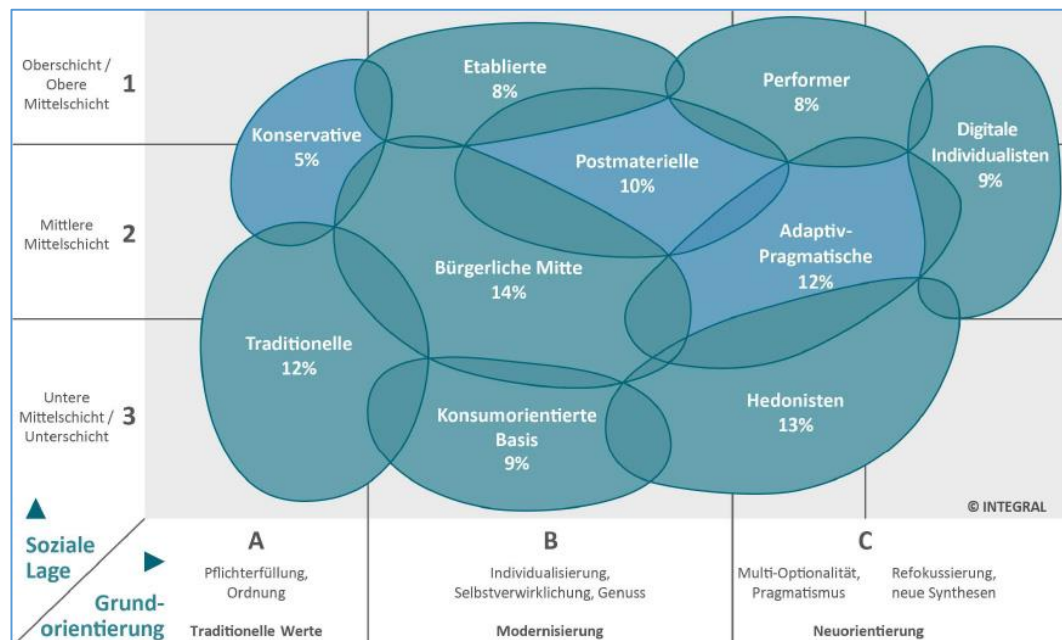 Oberschicht /
Obere
Mittelschicht
1
Mittlere
Mittelschicht
2
Untere
Mittelschicht /
Unterschicht
3
Etablierte
8%
Performer
8%
Konservative
5%
Digitale
Individualisten
9%
Postmaterielle
10%
Adaptiv-
Pragmatische
12%
Bürgerliche Mitte
14%
Traditionelle
12%
Konsumorientierte
Basis
9%
Hedonisten
13%
© INTEGRAL
Soziale
Lage
Grund-
orientierung
A
Pflichterfüllung,
Ordnung
Traditionelle Werte
B
Individualisierung,
Selbstverwirklichung, Genuss
Modernisierung
C
Multi-Optionalität,
Pragmatismus
Refokussierung,
neue Synthesen
Neuorientierung